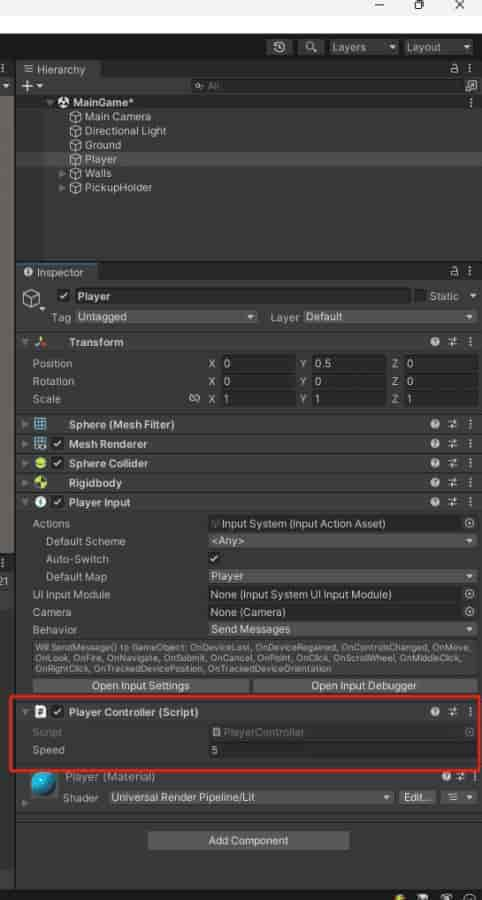 Layers
Layout
Hierarchy
All
MainGame*
Main Camera
Directional Light
Ground
Player
Walls
PickupHolder
Inspector
Player
Static
Tag Untagged Layer Default
Transform
Position X 0 Y 0.5 Z 0
Rotation X 0 Y 0 Z 0
Scale X 1 Y 1 Z 1
Sphere (Mesh Filter)
Mesh Renderer
Sphere Collider
Rigidbody
Player Input
Actions Input System (Input Action Asset)
Default Scheme <Any>
Auto-Switch
Default Map Player
UI Input Module None (Input System UI Input Module)
Camera None (Camera)
Behavior Send Messages
Will SendMessage() to GameObject: OnDeviceLost, OnDeviceRegained, OnControlsChanged, OnMove,
OnLook, OnFire, OnNavigate, OnSubmit, OnCancel, OnPoint, OnClick, OnScrollWheel, OnMiddleClick,
OnRightClick, OnTrackedDevicePosition, OnTrackedDeviceOrientation
Open Input Settings Open Input Debugger
Player Controller (Script)
Script PlayerController
Speed 5
Player (Material)
Shader Universal Render Pipeline/Lit Edit...
Add Component
21